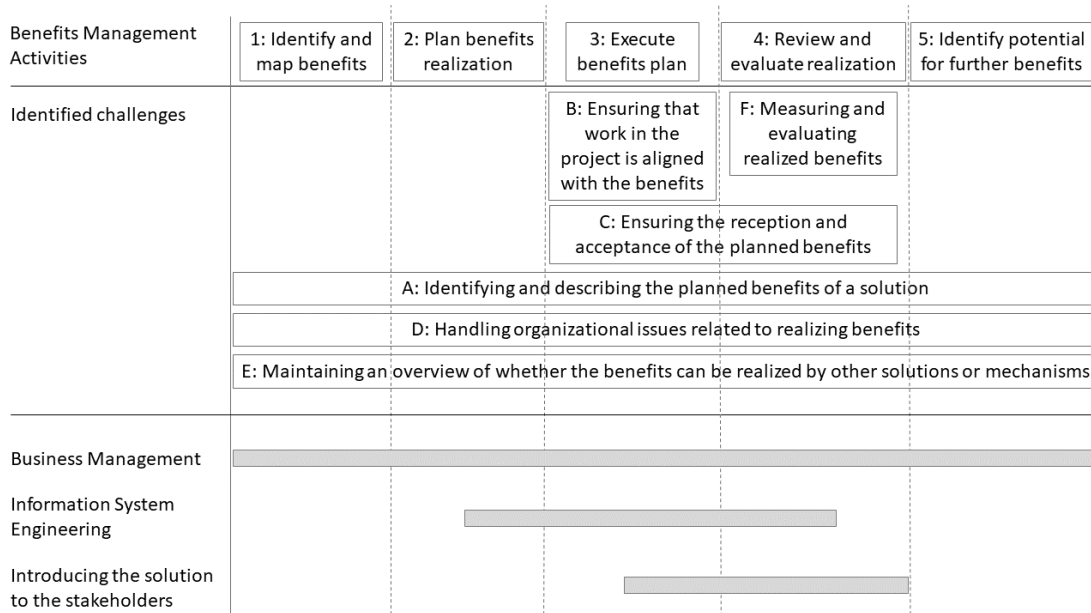 Benefits Management
Activities
1: Identify and
map benefits
2: Plan benefits
realization
3: Execute
benefits plan
4: Review and
evaluate realization
5: Identify potential
for further benefits
Identified challenges
B: Ensuring that
work in the
project is aligned
with the benefits
F: Measuring and
evaluating
realized benefits
C: Ensuring the reception and
acceptance of the planned benefits
A: Identifying and describing the planned benefits of a solution
D: Handling organizational issues related to realizing benefits
E: Maintaining an overview of whether the benefits can be realized by other solutions or mechanisms
Business Management
Information System
Engineering
Introducing the solution
to the stakeholders